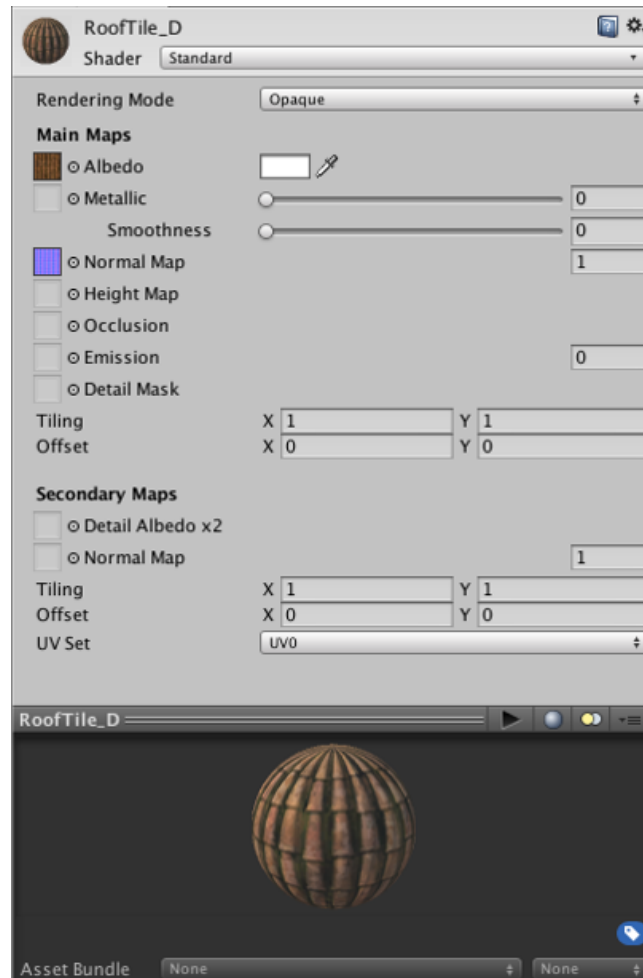 RoofTile_D
Shader Standard
Rendering Mode Opaque
Main Maps
Albedo
Metallic 0
Smoothness 0
Normal Map 1
Height Map
Occlusion
Emission 0
Detail Mask
Tiling X 1 Y 1
Offset X 0 Y 0
Secondary Maps
Detail Albedo x2
Normal Map 1
Tiling X 1 Y 1
Offset X 0 Y 0
UV Set UV0
RoofTile_D
Asset Bundle None None